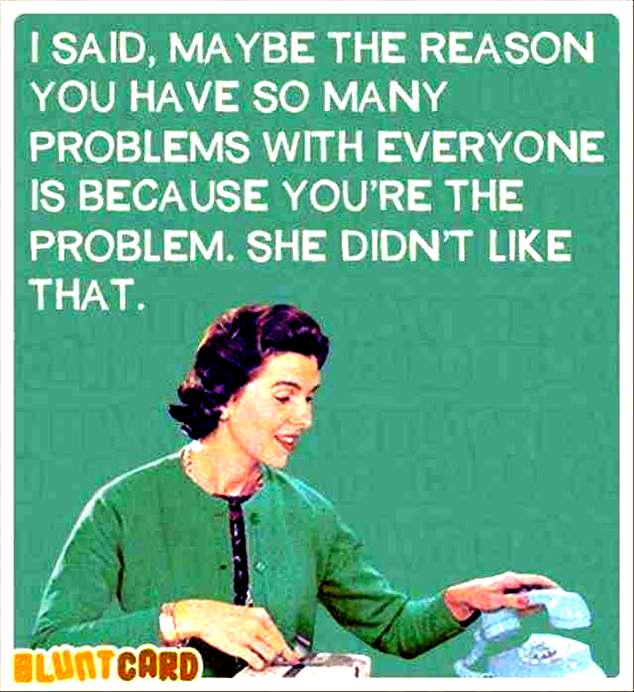 I SAID, MAYBE THE REASON
YOU HAVE SO MANY
PROBLEMS WITH EVERYONE
IS BECAUSE YOU'RE THE
PROBLEM. SHE DIDN'T LIKE
THAT.
BLUNTCARD